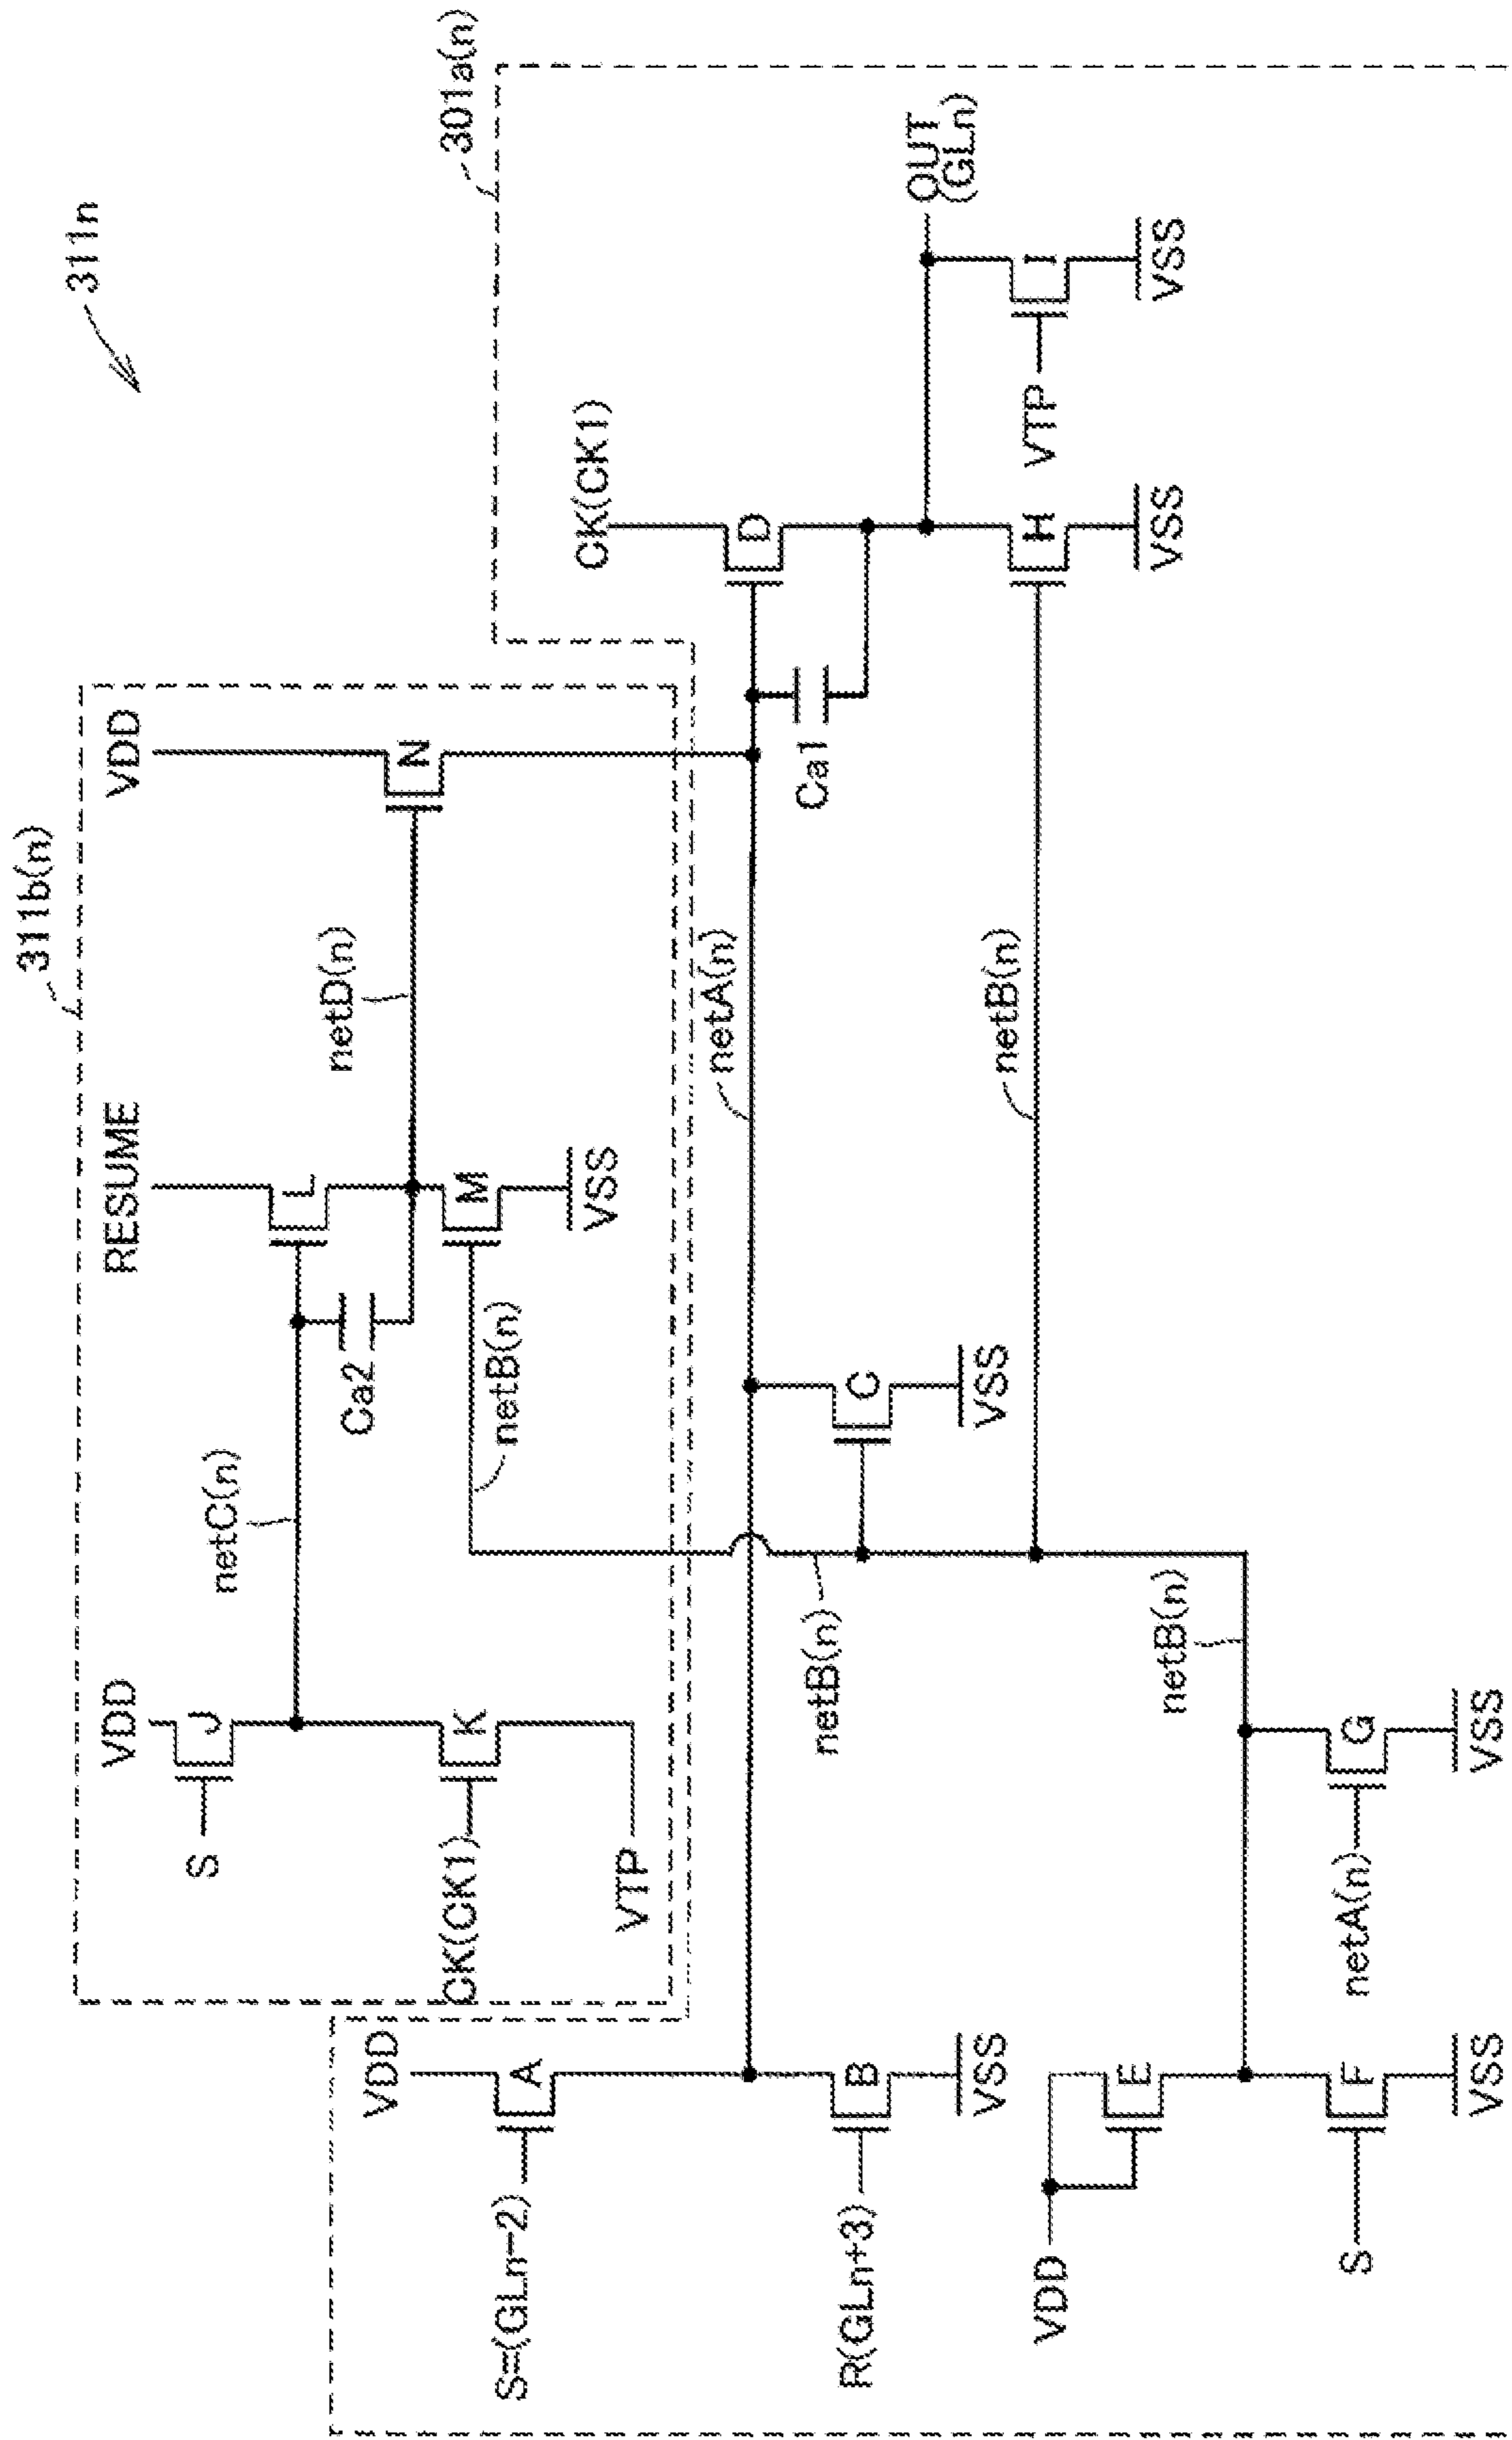 311n
311b(n)
301a(n)
VDD
RESUME
VDD
S
J
netC(n)
L
netD(n)
N
Ca2
CK(CK1)
K
M
VTP
netB(n)
VSS
VDD
S=(GLn-2)
A
netA(n)
CK(CK1)
D
Ca1
OUT
(GLn)
R(GLn+3)
B
VSS
netB(n)
C
VSS
netB(n)
VTP
H
I
VSS
VSS
VDD
E
netB(n)
S
F
netA(n)
G
VSS
VSS